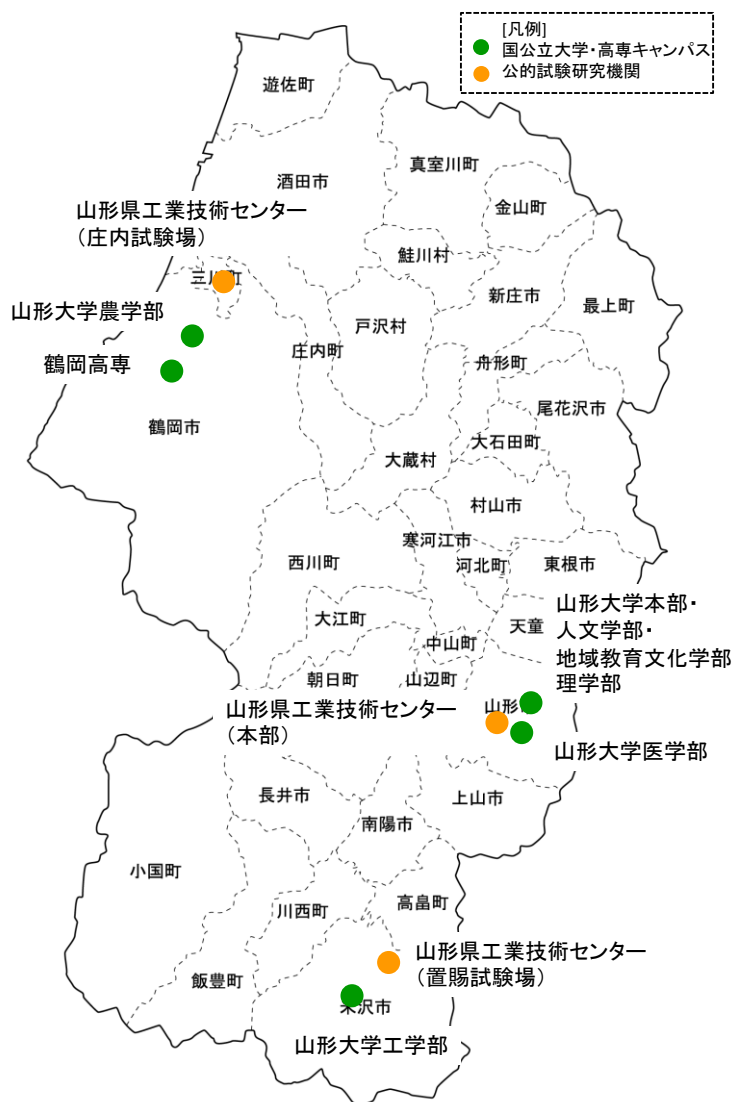 [凡例]
国公立大学・高専キャンパス
公的試験研究機関
遊佐町
真室川町
酒田市
金山町
山形県工業技術センター
（庄内試験場）
鮭川村
三川町
新庄市
最上町
山形大学農学部
戸沢村
庄内町
鶴岡高専
舟形町
尾花沢市
鶴岡市
大石田町
大蔵村
村山市
寒河江市
西川町
河北町
東根市
山形大学本部・
人文学部・
地域教育文化学部
理学部
大江町
天童
中山町
朝日町
山辺町
山形
山形県工業技術センター
（本部）
山形大学医学部
長井市
上山市
南陽市
小国町
高畠町
川西町
山形県工業技術センター
（置賜試験場）
飯豊町
米沢市
山形大学工学部